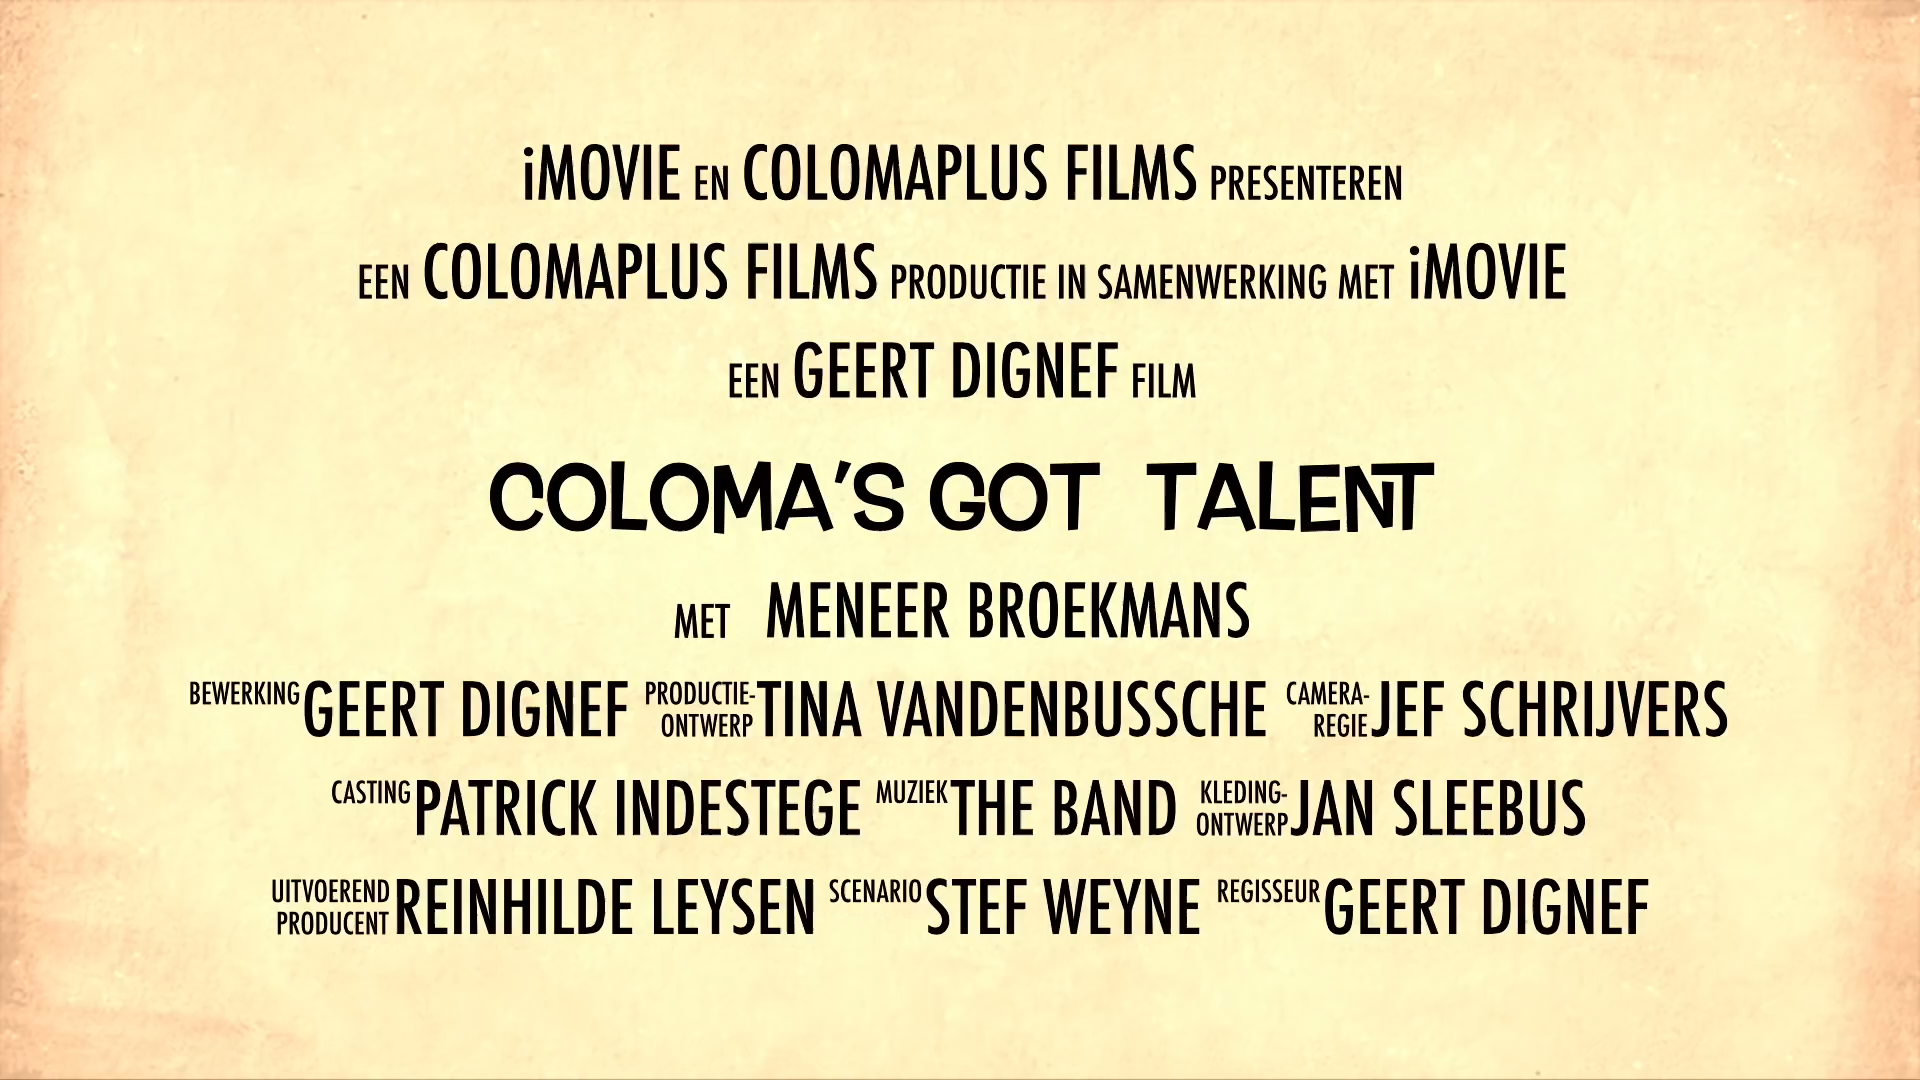 iMOVIE EN COLOMAPLUS FILMS PRESENTEREN
EEN COLOMAPLUS FILMS PRODUCTIE IN SAMENWERKING MET iMOVIE
EEN GEERT DIGNEF FILM
COLOMA'S GOT TALENT
MET MENEER BROEKMANS
BEWERKING GEERT DIGNEF PRODUCTIE-ONTWERP TINA VANDENBUSSCHE CAMERA-REGIE JEF SCHRIJVERS
CASTING PATRICK INDESTEGE MUZIEK THE BAND KLEDING-ONTWERP JAN SLEEBUS
UITVOEREND PRODUCENT REINHILDE LEYSEN SCENARIO STEF WEYNE REGISSEUR GEERT DIGNEF